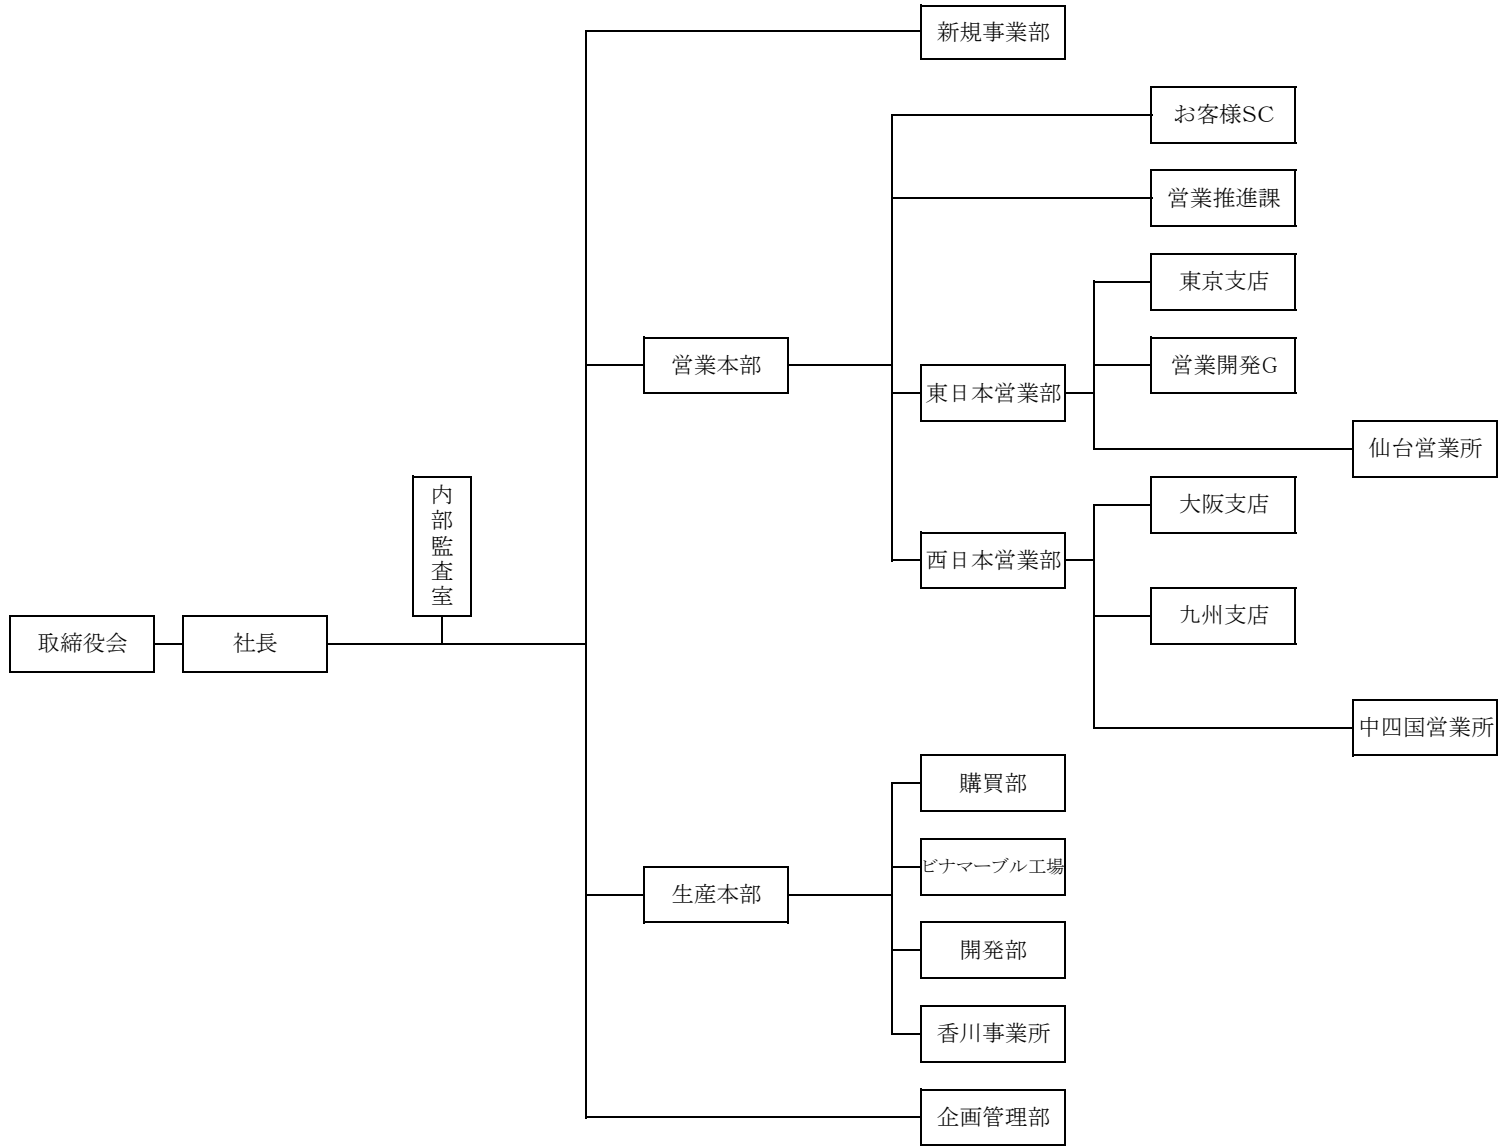 新規事業部
お客様SC
営業推進課
東京支店
営業本部
営業開発G
東日本営業部
仙台営業所
内部監査室
大阪支店
西日本営業部
九州支店
取締役会
社長
中四国営業所
購買部
ビナマーブル工場
生産本部
開発部
香川事業所
企画管理部